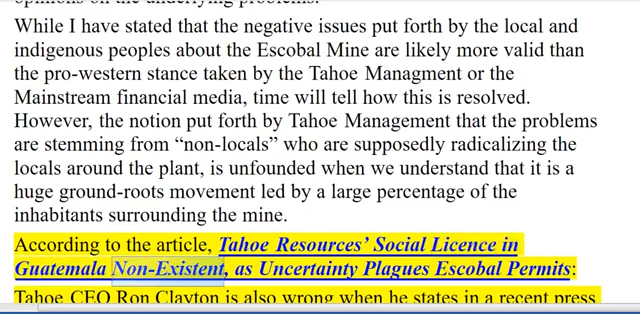 opinions on the underlying problems.
While I have stated that the negative issues put forth by the local and
indigenous peoples about the Escobal Mine are likely more valid than
the pro-western stance taken by the Tahoe Managment or the
Mainstream financial media, time will tell how this is resolved.
However, the notion put forth by Tahoe Management that the problems
are stemming from “non-locals” who are supposedly radicalizing the
locals around the plant, is unfounded when we understand that it is a
huge ground-roots movement led by a large percentage of the
inhabitants surrounding the mine.
According to the article, Tahoe Resources’ Social Licence in
Guatemala Non-Existent, as Uncertainty Plagues Escobal Permits:
Tahoe CEO Ron Clayton is also wrong when he states in a recent press